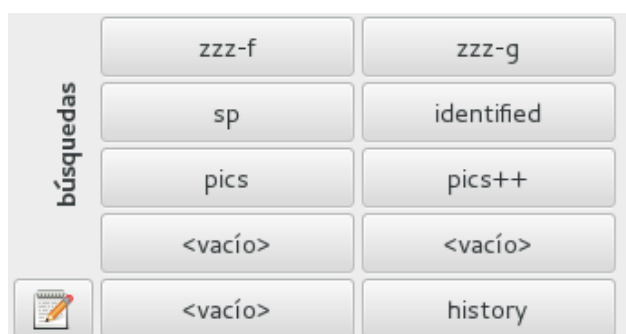 búsquedas
zzz-f zzz-g
sp identified
pics pics++
<vacío> <vacío>
<vacío> history